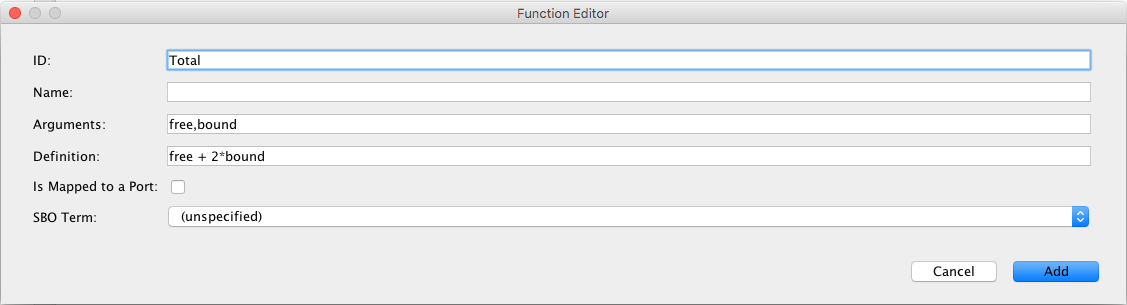 Function Editor
ID: Total
Name:
Arguments: free,bound
Definition: free + 2*bound
Is Mapped to a Port:
SBO Term: (unspecified)
Cancel Add